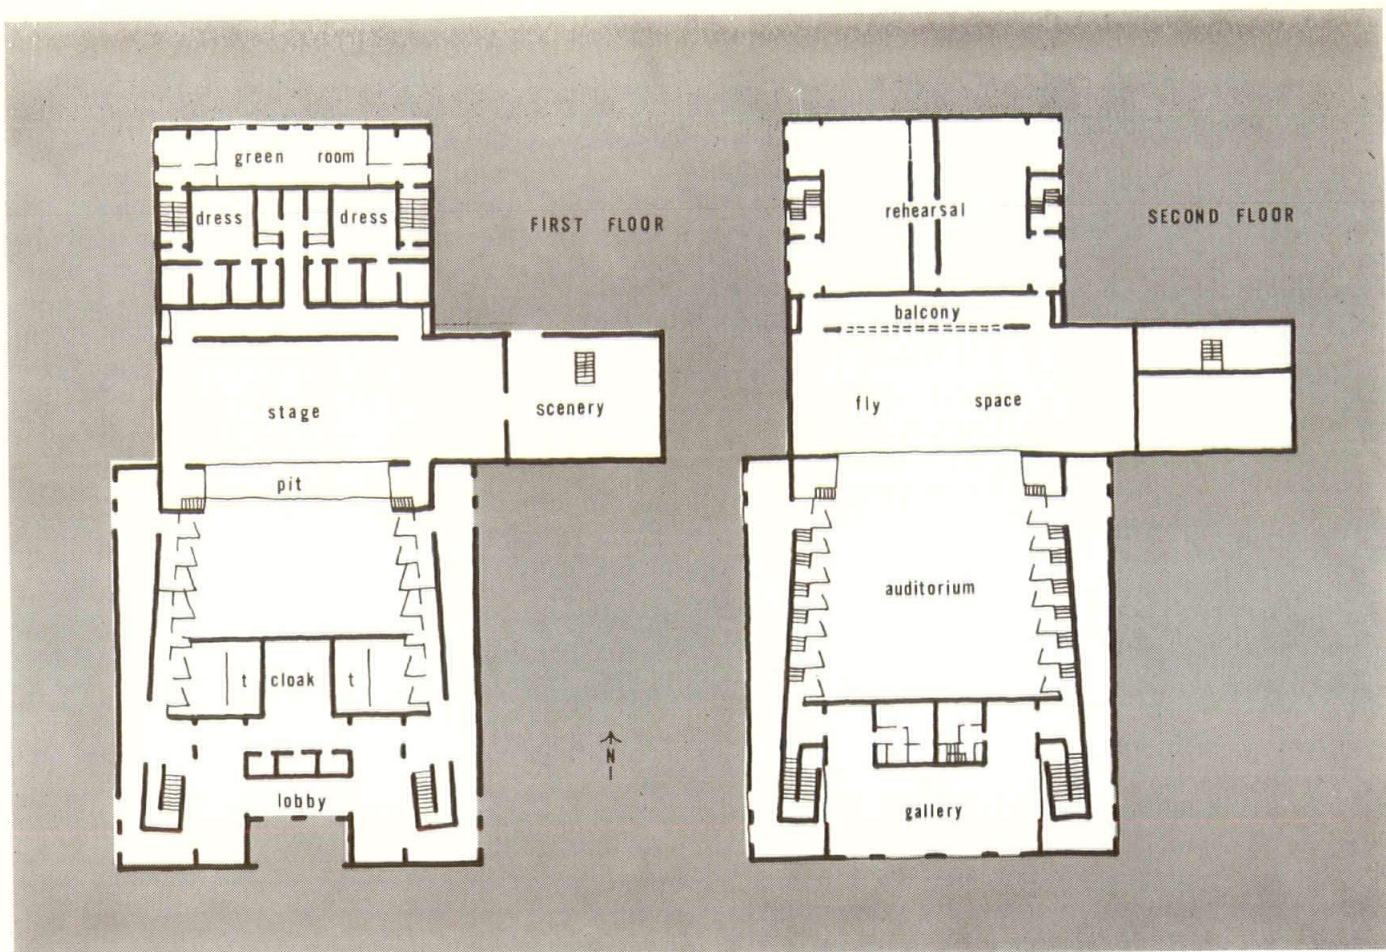 green room
dress dress
FIRST FLOOR
stage
scenery
pit
t cloak t
lobby
N
rehearsal
SECOND FLOOR
balcony
fly space
auditorium
gallery